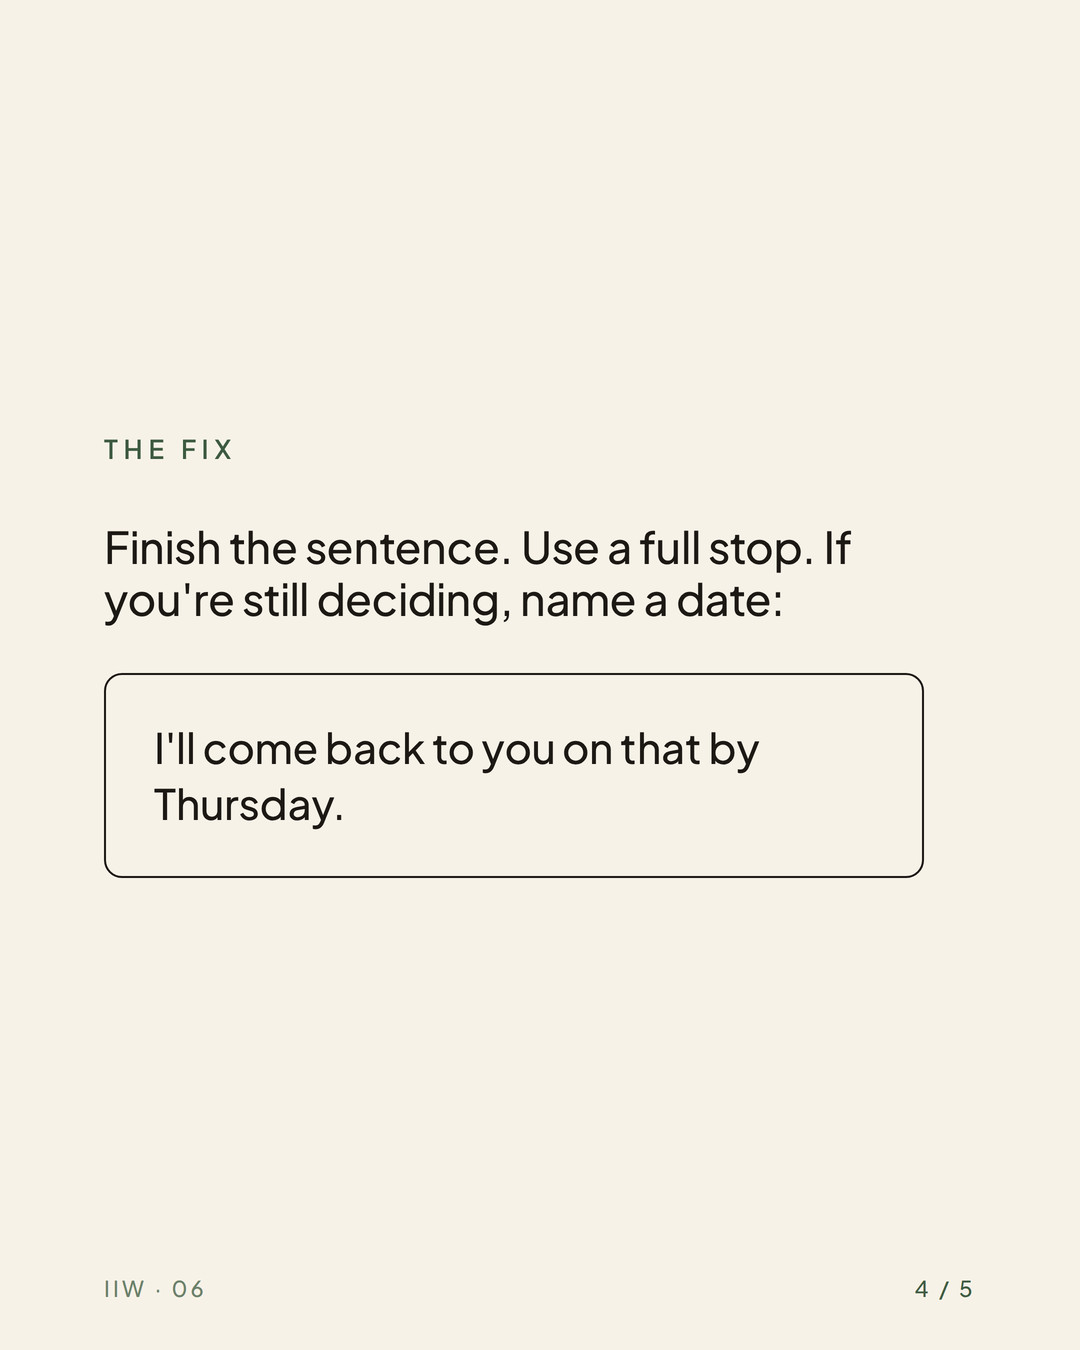 THE FIX
Finish the sentence. Use a full stop. If
you're still deciding, name a date:
I'll come back to you on that by
Thursday.
IIW · 06
4 / 5